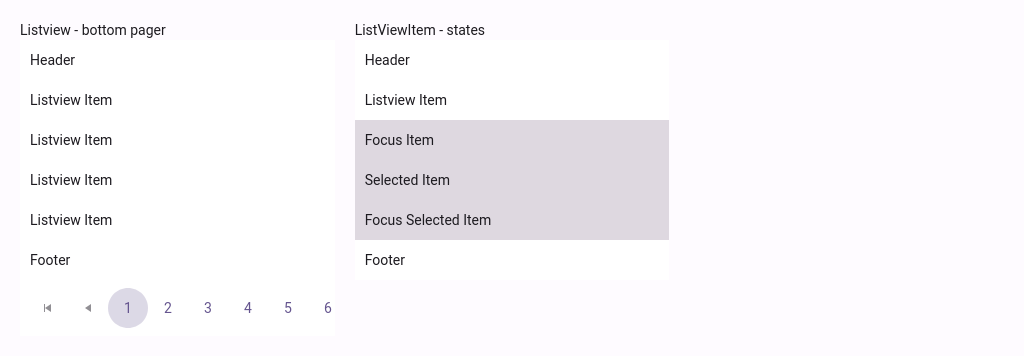 Listview - bottom pager
Header
Listview Item
Listview Item
Listview Item
Listview Item
Footer
1 2 3 4 5 6
ListViewItem - states
Header
Listview Item
Focus Item
Selected Item
Focus Selected Item
Footer